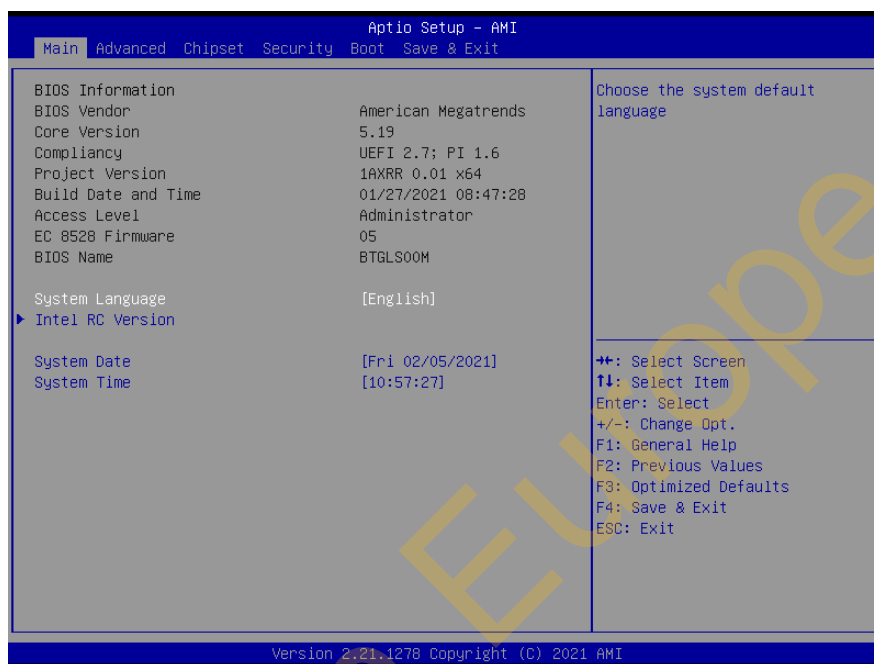 Aptio Setup – AMI
Main Advanced Chipset Security Boot Save & Exit
BIOS Information
BIOS Vendor American Megatrends
Core Version 5.19
Compliancy UEFI 2.7; PI 1.6
Project Version 1AXRR 0.01 x64
Build Date and Time 01/27/2021 08:47:28
Access Level Administrator
EC 8528 Firmware 05
BIOS Name BTGLS00M
System Language [English]
Intel RC Version
System Date [Fri 02/05/2021]
System Time [10:57:27]
Choose the system default
language
→←: Select Screen
↑↓: Select Item
Enter: Select
+/-: Change Opt.
F1: General Help
F2: Previous Values
F3: Optimized Defaults
F4: Save & Exit
ESC: Exit
Version 2.21.1278 Copyright (C) 2021 AMI
Europe